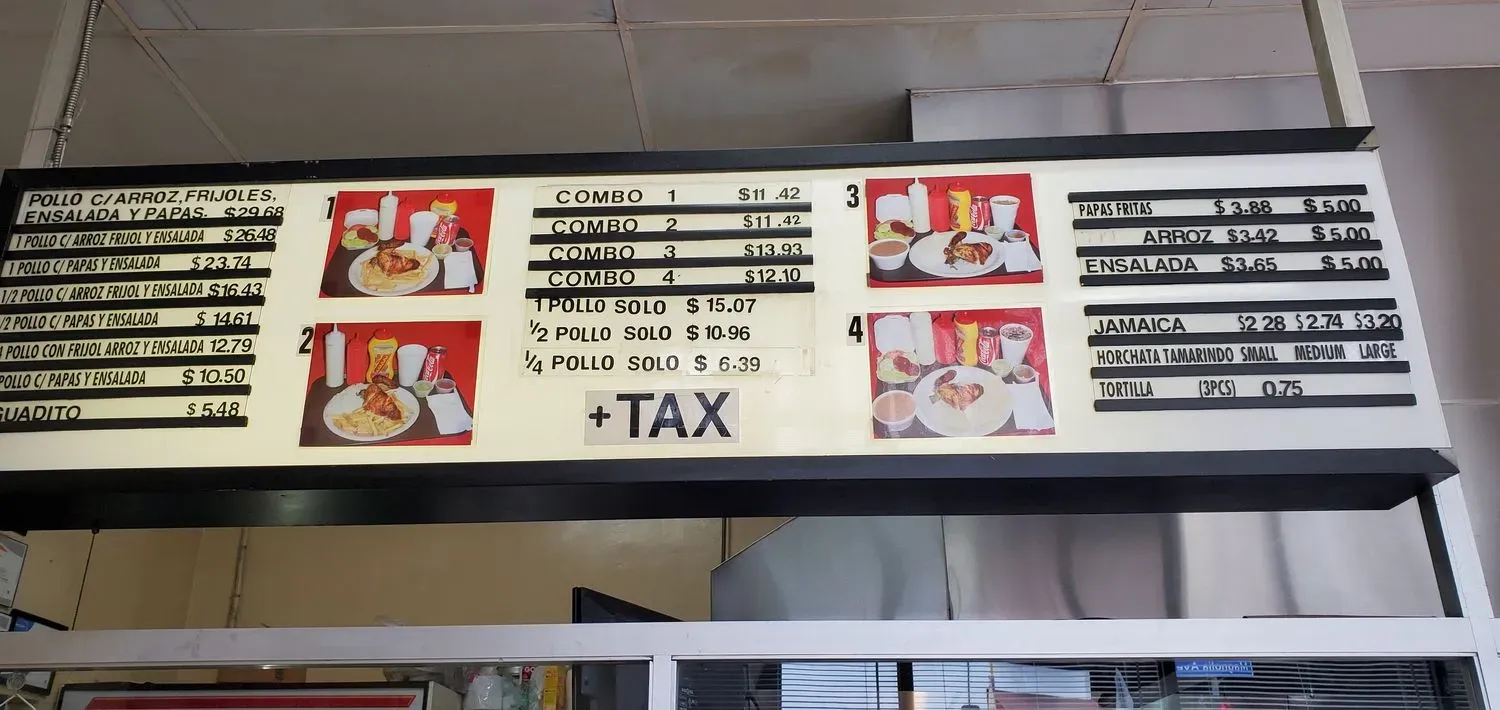 POLLO C/ARROZ, FRIJOLES,
ENSALADA Y PAPAS. $29.68
1 POLLO C/ ARROZ FRIJOL Y ENSALADA $26.48
1 POLLO C/ PAPAS Y ENSALADA $23.74
1/2 POLLO C/ ARROZ FRIJOL Y ENSALADA $16.43
/2 POLLO C/ PAPAS Y ENSALADA $14.61
POLLO CON FRIJOL ARROZ Y ENSALADA 12.79
POLLO C/ PAPAS Y ENSALADA $10.50
GUADITO $5.48
1
2
COMBO 1 $11.42
COMBO 2 $11.42
COMBO 3 $13.93
COMBO 4 $12.10
1 POLLO SOLO $15.07
1/2 POLLO SOLO $10.96
1/4 POLLO SOLO $6.39
+TAX
3
4
PAPAS FRITAS $3.88 $5.00
ARROZ $3.42 $5.00
ENSALADA $3.65 $5.00
JAMAICA $2.28 $2.74 $3.20
HORCHATA TAMARINDO SMALL MEDIUM LARGE
TORTILLA (3PCS) 0.75